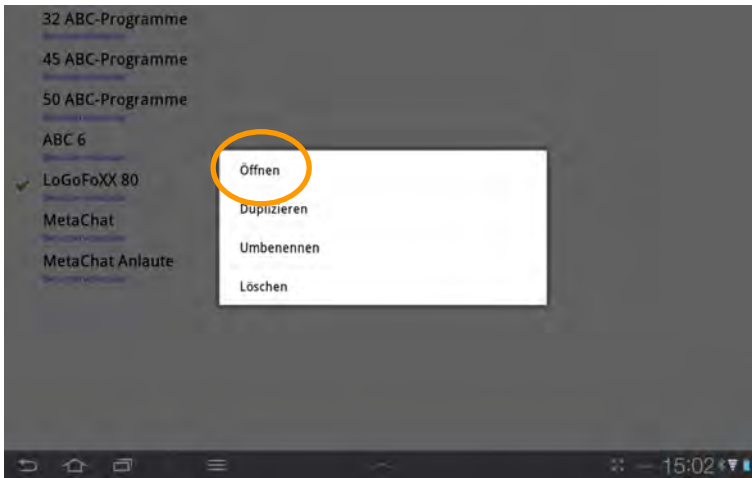 32 ABC-Programme
45 ABC-Programme
50 ABC-Programme
ABC 6
LoGoFoXX 80
MetaChat
MetaChat Anlaute
Öffnen
Duplizieren
Umbenennen
Löschen
15:02